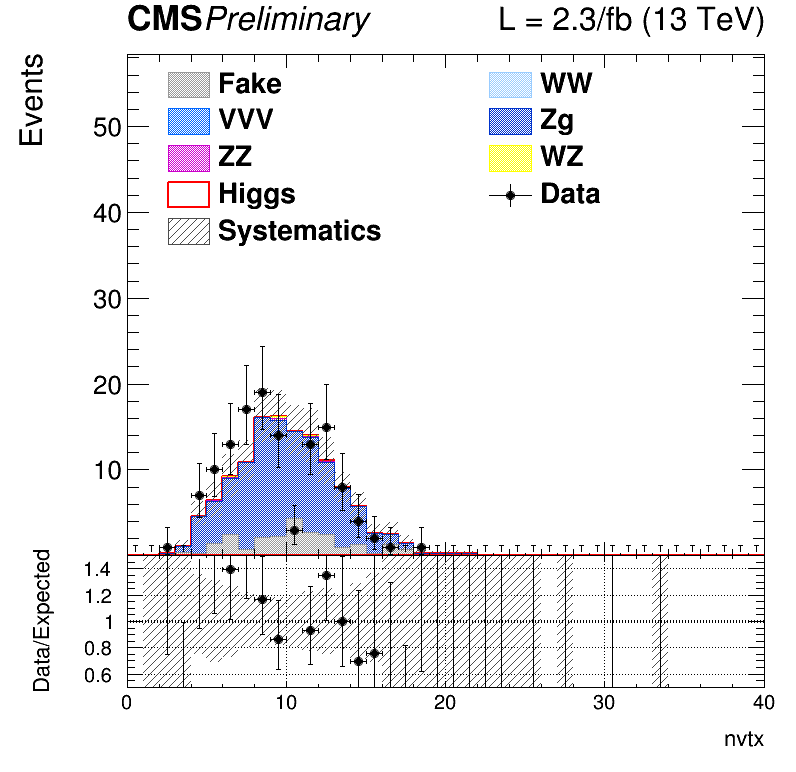 CMS Preliminary L = 2.3/fb (13 TeV)
Events
Fake WW
VVV Zg
ZZ WZ
Higgs Data
Systematics
50
40
30
20
10
Data/Expected
1.4
1.2
1
0.8
0.6
0 10 20 30 40
nvtx